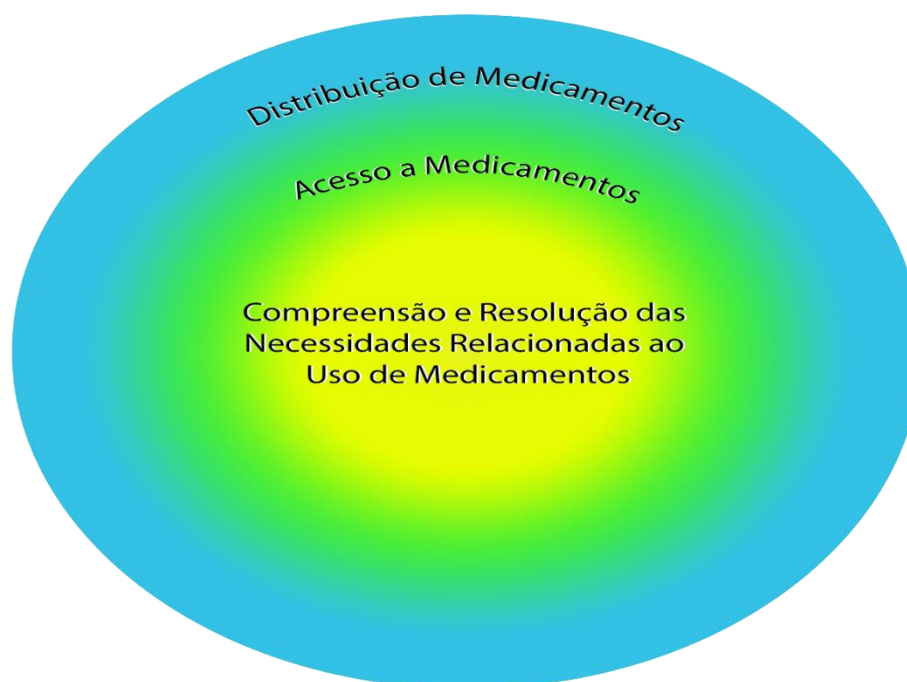 Distribuição de Medicamentos
Acesso a Medicamentos
Compreensão e Resolução das
Necessidades Relacionadas ao
Uso de Medicamentos